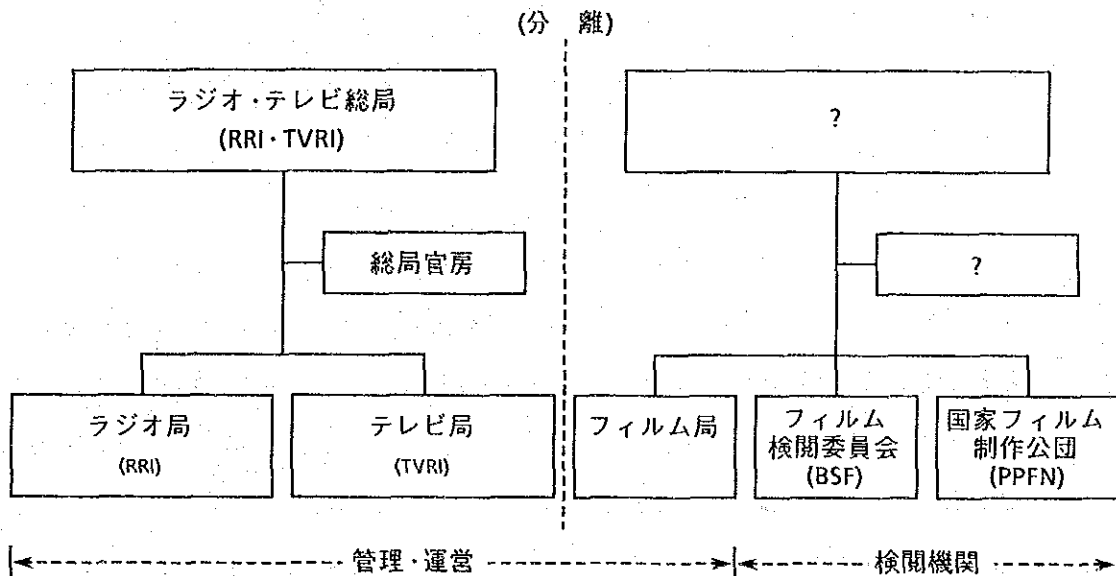 (分 離)
ラジオ・テレビ総局
(RRI・TVRI)
?
総局官房
?
ラジオ局
(RRI)
テレビ局
(TVRI)
フィルム局
フィルム
検閲委員会
(BSF)
国家フィルム
制作公団
(PPFN)
管理・運営
検閲機関